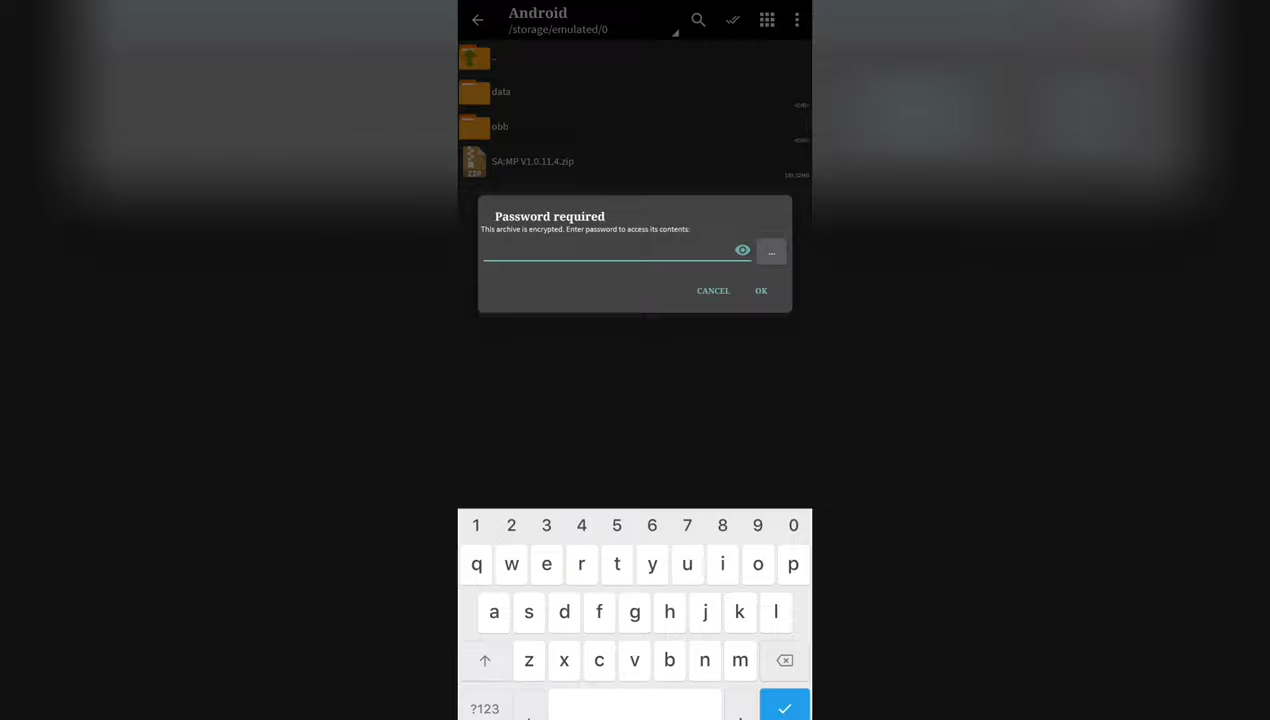 Android
/storage/emulated/0
..
data
<DIR>
obb
<DIR>
SA:MP V1.0.11.4.zip
Password required
This archive is encrypted. Enter password to access its contents:
...
CANCEL OK
1 2 3 4 5 6 7 8 9 0
q w e r t y u i o p
a s d f g h j k l
z x c v b n m
?123 , .